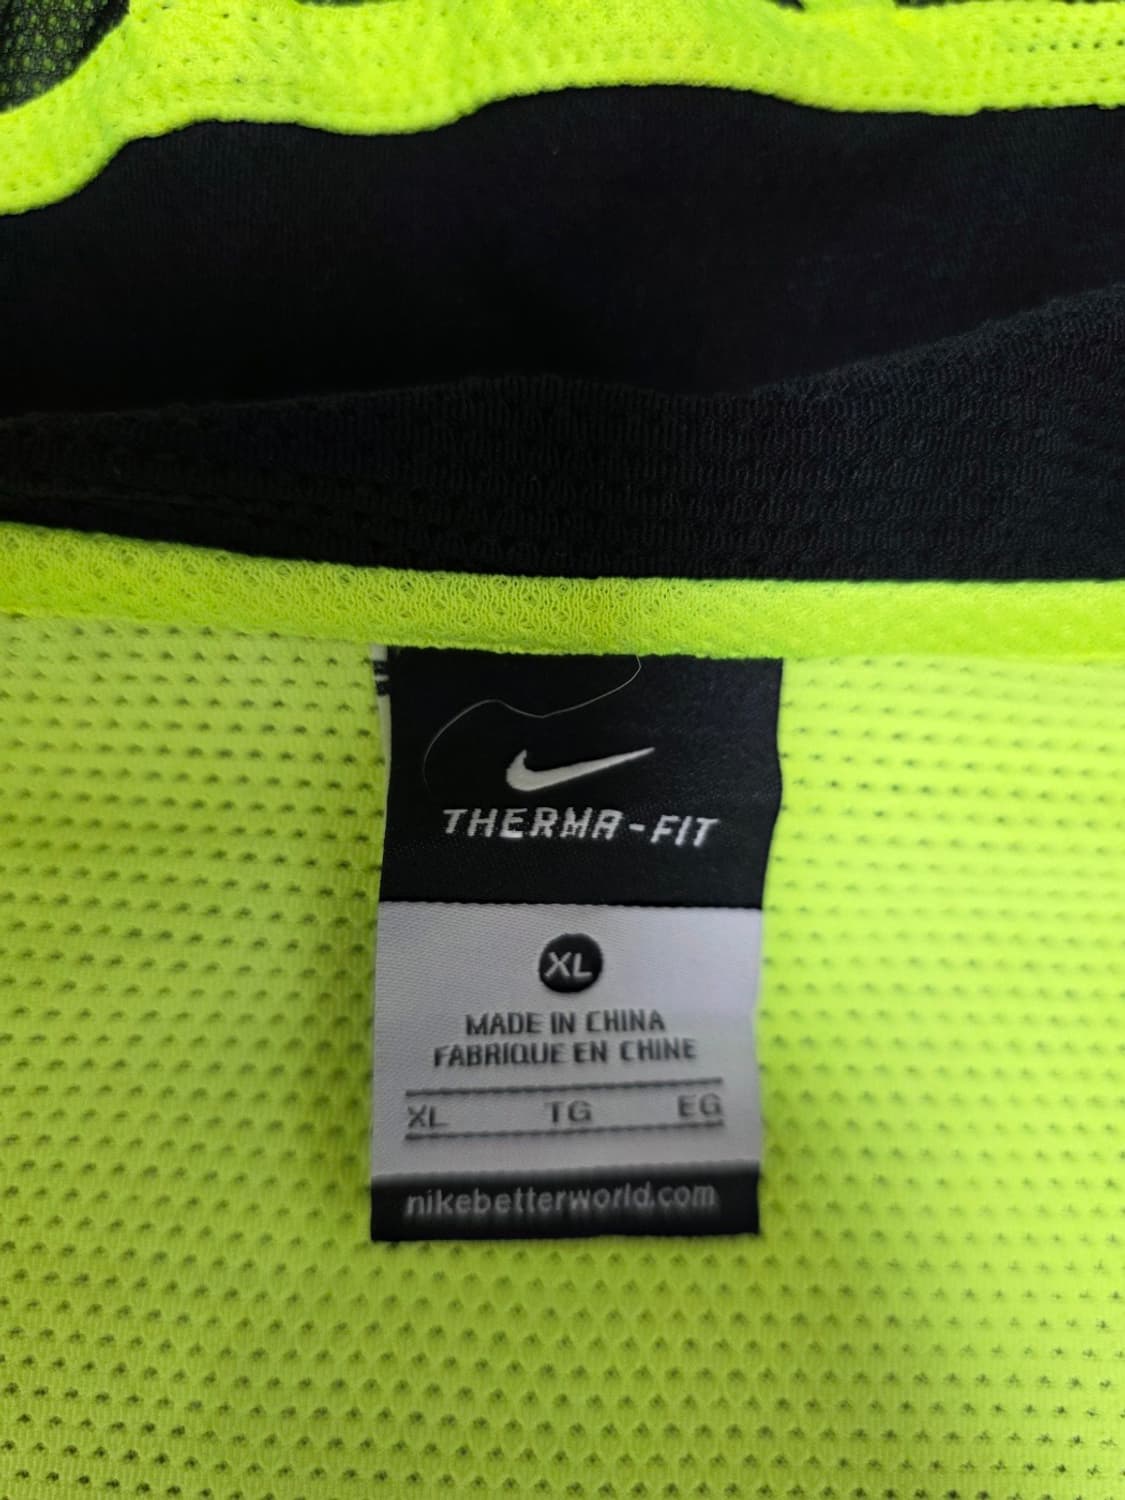 THERMA-FIT
XL
MADE IN CHINA
FABRIQUE EN CHINE
XL TG EG
nikebetterworld.com